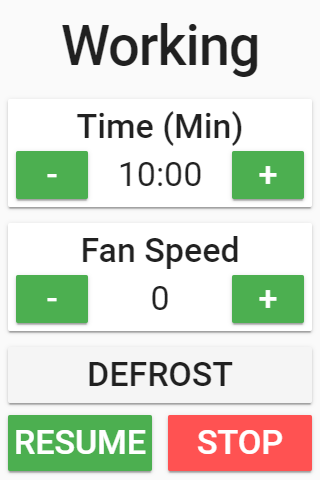 Working
Time (Min)
- 10:00 +
Fan Speed
- 0 +
DEFROST
RESUME STOP